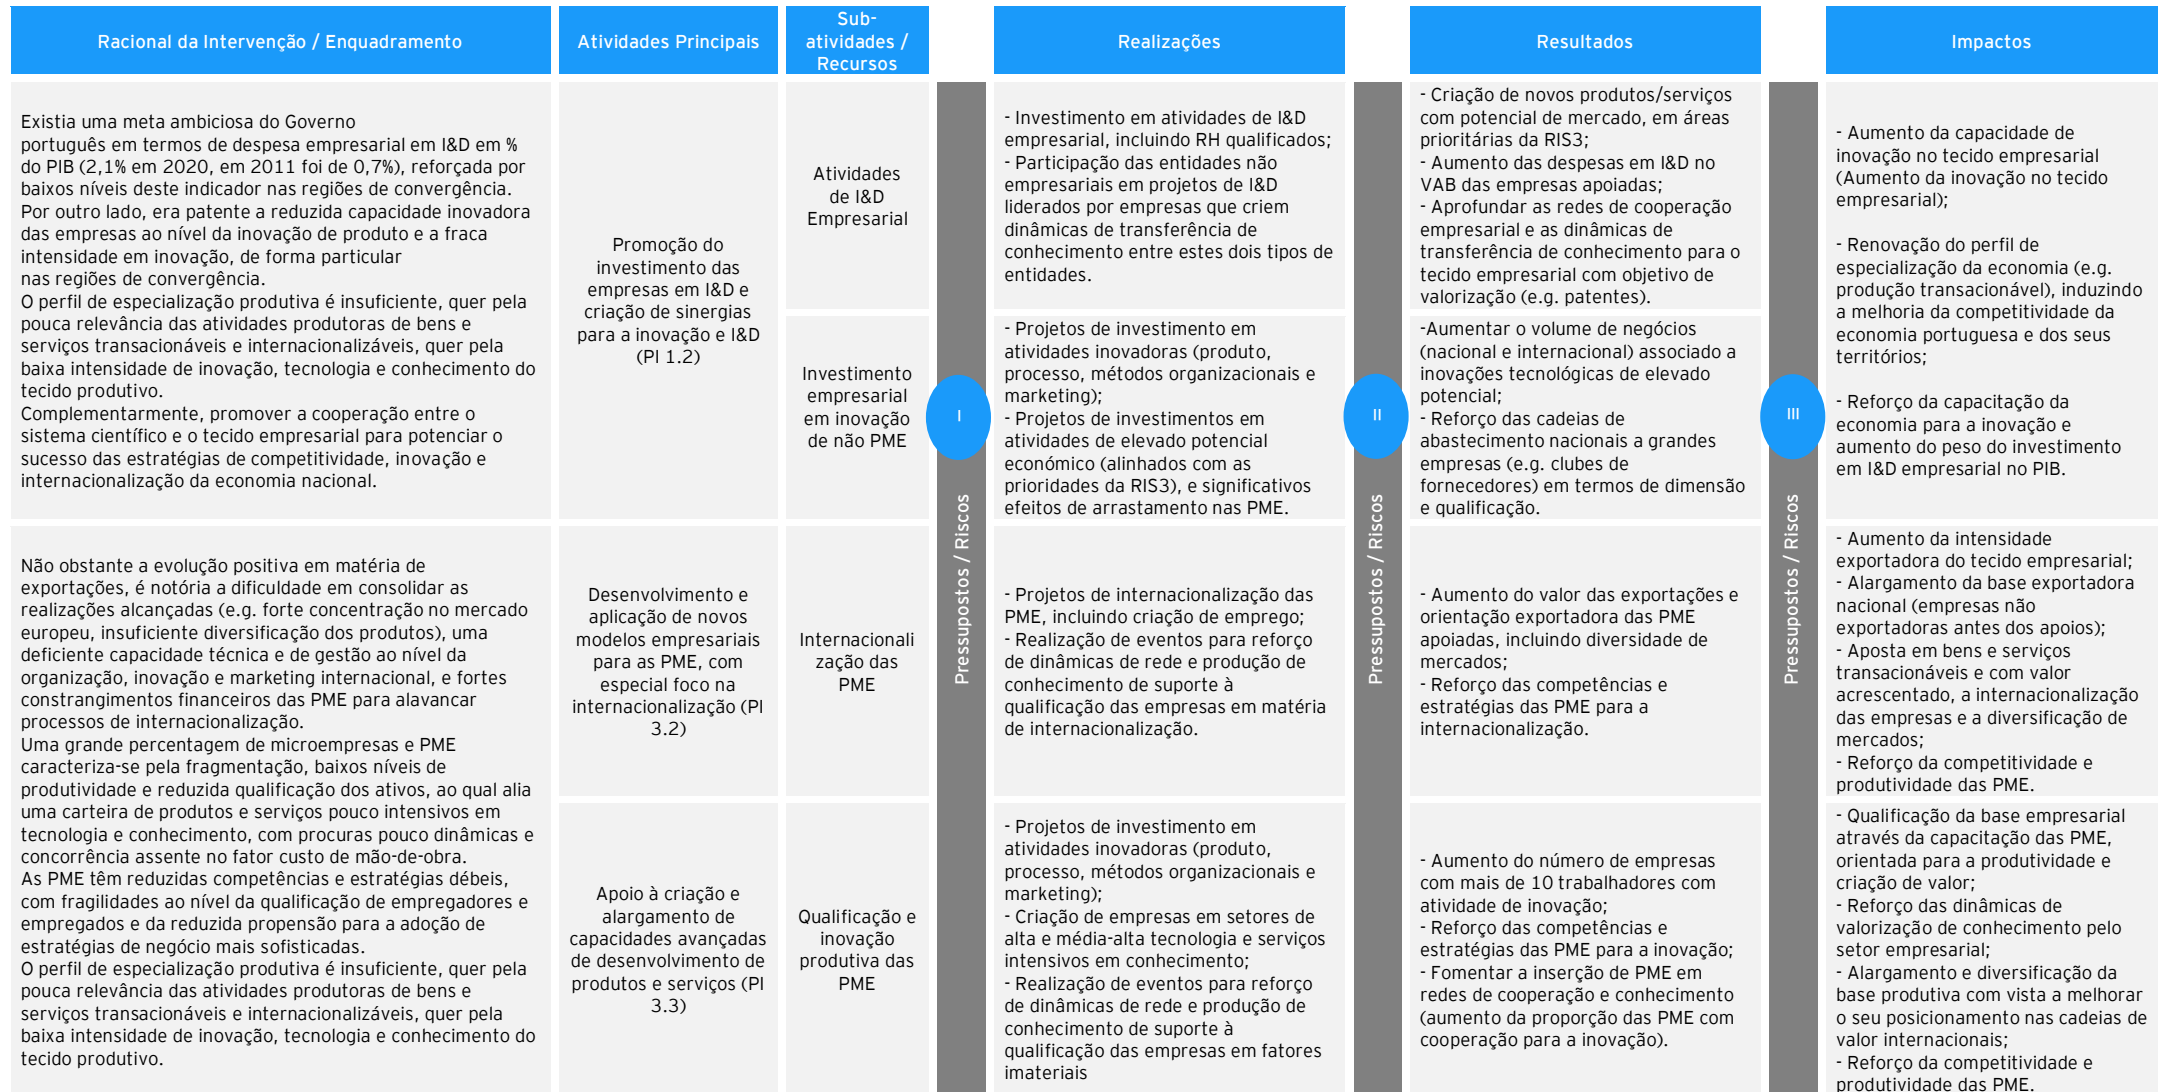 Racional da Intervenção / Enquadramento
Atividades Principais
Sub-
atividades /
Recursos
Realizações
Resultados
Impactos
Existia uma meta ambiciosa do Governo
português em termos de despesa empresarial em I&D em %
do PIB (2,1% em 2020, em 2011 foi de 0,7%), reforçada por
baixos níveis deste indicador nas regiões de convergência.
Por outro lado, era patente a reduzida capacidade inovadora
das empresas ao nível da inovação de produto e a fraca
intensidade em inovação, de forma particular
nas regiões de convergência.
O perfil de especialização produtiva é insuficiente, quer pela
pouca relevância das atividades produtoras de bens e
serviços transacionáveis e internacionalizáveis, quer pela
baixa intensidade de inovação, tecnologia e conhecimento do
tecido produtivo.
Complementarmente, promover a cooperação entre o
sistema científico e o tecido empresarial para potenciar o
sucesso das estratégias de competitividade, inovação e
internacionalização da economia nacional.
Promoção do
investimento das
empresas em I&D e
criação de sinergias
para a inovação e I&D
(PI 1.2)
Atividades
de I&D
Empresarial
- Investimento em atividades de I&D
empresarial, incluindo RH qualificados;
- Participação das entidades não
empresariais em projetos de I&D
liderados por empresas que criem
dinâmicas de transferência de
conhecimento entre estes dois tipos de
entidades.
- Criação de novos produtos/serviços
com potencial de mercado, em áreas
prioritárias da RIS3;
- Aumento das despesas em I&D no
VAB das empresas apoiadas;
- Aprofundar as redes de cooperação
empresarial e as dinâmicas de
transferência de conhecimento para o
tecido empresarial com objetivo de
valorização (e.g. patentes).
- Aumento da capacidade de
inovação no tecido empresarial
(Aumento da inovação no tecido
empresarial);
- Renovação do perfil de
especialização da economia (e.g.
produção transacionável), induzindo
a melhoria da competitividade da
economia portuguesa e dos seus
territórios;
- Reforço da capacitação da
economia para a inovação e
aumento do peso do investimento
em I&D empresarial no PIB.
Investimento
empresarial
em inovação
de não PME
- Projetos de investimento em
atividades inovadoras (produto,
processo, métodos organizacionais e
marketing);
- Projetos de investimentos em
atividades de elevado potencial
económico (alinhados com as
prioridades da RIS3), e significativos
efeitos de arrastamento nas PME.
-Aumentar o volume de negócios
(nacional e internacional) associado a
inovações tecnológicas de elevado
potencial;
- Reforço das cadeias de
abastecimento nacionais a grandes
empresas (e.g. clubes de
fornecedores) em termos de dimensão
e qualificação.
I
Pressupostos / Riscos
II
Pressupostos / Riscos
III
Pressupostos / Riscos
Não obstante a evolução positiva em matéria de
exportações, é notória a dificuldade em consolidar as
realizações alcançadas (e.g. forte concentração no mercado
europeu, insuficiente diversificação dos produtos), uma
deficiente capacidade técnica e de gestão ao nível da
organização, inovação e marketing internacional, e fortes
constrangimentos financeiros das PME para alavancar
processos de internacionalização.
Uma grande percentagem de microempresas e PME
caracteriza-se pela fragmentação, baixos níveis de
produtividade e reduzida qualificação dos ativos, ao qual alia
uma carteira de produtos e serviços pouco intensivos em
tecnologia e conhecimento, com procuras pouco dinâmicas e
concorrência assente no fator custo de mão-de-obra.
As PME têm reduzidas competências e estratégias débeis,
com fragilidades ao nível da qualificação de empregadores e
empregados e da reduzida propensão para a adoção de
estratégias de negócio mais sofisticadas.
O perfil de especialização produtiva é insuficiente, quer pela
pouca relevância das atividades produtoras de bens e
serviços transacionáveis e internacionalizáveis, quer pela
baixa intensidade de inovação, tecnologia e conhecimento do
tecido produtivo.
Desenvolvimento e
aplicação de novos
modelos empresariais
para as PME, com
especial foco na
internacionalização (PI
3.2)
Internacionali
zação das
PME
- Projetos de internacionalização das
PME, incluindo criação de emprego;
- Realização de eventos para reforço
de dinâmicas de rede e produção de
conhecimento de suporte à
qualificação das empresas em matéria
de internacionalização.
- Aumento do valor das exportações e
orientação exportadora das PME
apoiadas, incluindo diversidade de
mercados;
- Reforço das competências e
estratégias das PME para a
internacionalização.
- Aumento da intensidade
exportadora do tecido empresarial;
- Alargamento da base exportadora
nacional (empresas não
exportadoras antes dos apoios);
- Aposta em bens e serviços
transacionáveis e com valor
acrescentado, a internacionalização
das empresas e a diversificação de
mercados;
- Reforço da competitividade e
produtividade das PME.
Apoio à criação e
alargamento de
capacidades avançadas
de desenvolvimento de
produtos e serviços (PI
3.3)
Qualificação e
inovação
produtiva das
PME
- Projetos de investimento em
atividades inovadoras (produto,
processo, métodos organizacionais e
marketing);
- Criação de empresas em setores de
alta e média-alta tecnologia e serviços
intensivos em conhecimento;
- Realização de eventos para reforço
de dinâmicas de rede e produção de
conhecimento de suporte à
qualificação das empresas em fatores
imateriais
- Aumento do número de empresas
com mais de 10 trabalhadores com
atividade de inovação;
- Reforço das competências e
estratégias das PME para a inovação;
- Fomentar a inserção de PME em
redes de cooperação e conhecimento
(aumento da proporção das PME com
cooperação para a inovação).
- Qualificação da base empresarial
através da capacitação das PME,
orientada para a produtividade e
criação de valor;
- Reforço das dinâmicas de
valorização de conhecimento pelo
setor empresarial;
- Alargamento e diversificação da
base produtiva com vista a melhorar
o seu posicionamento nas cadeias de
valor internacionais;
- Reforço da competitividade e
produtividade das PME.